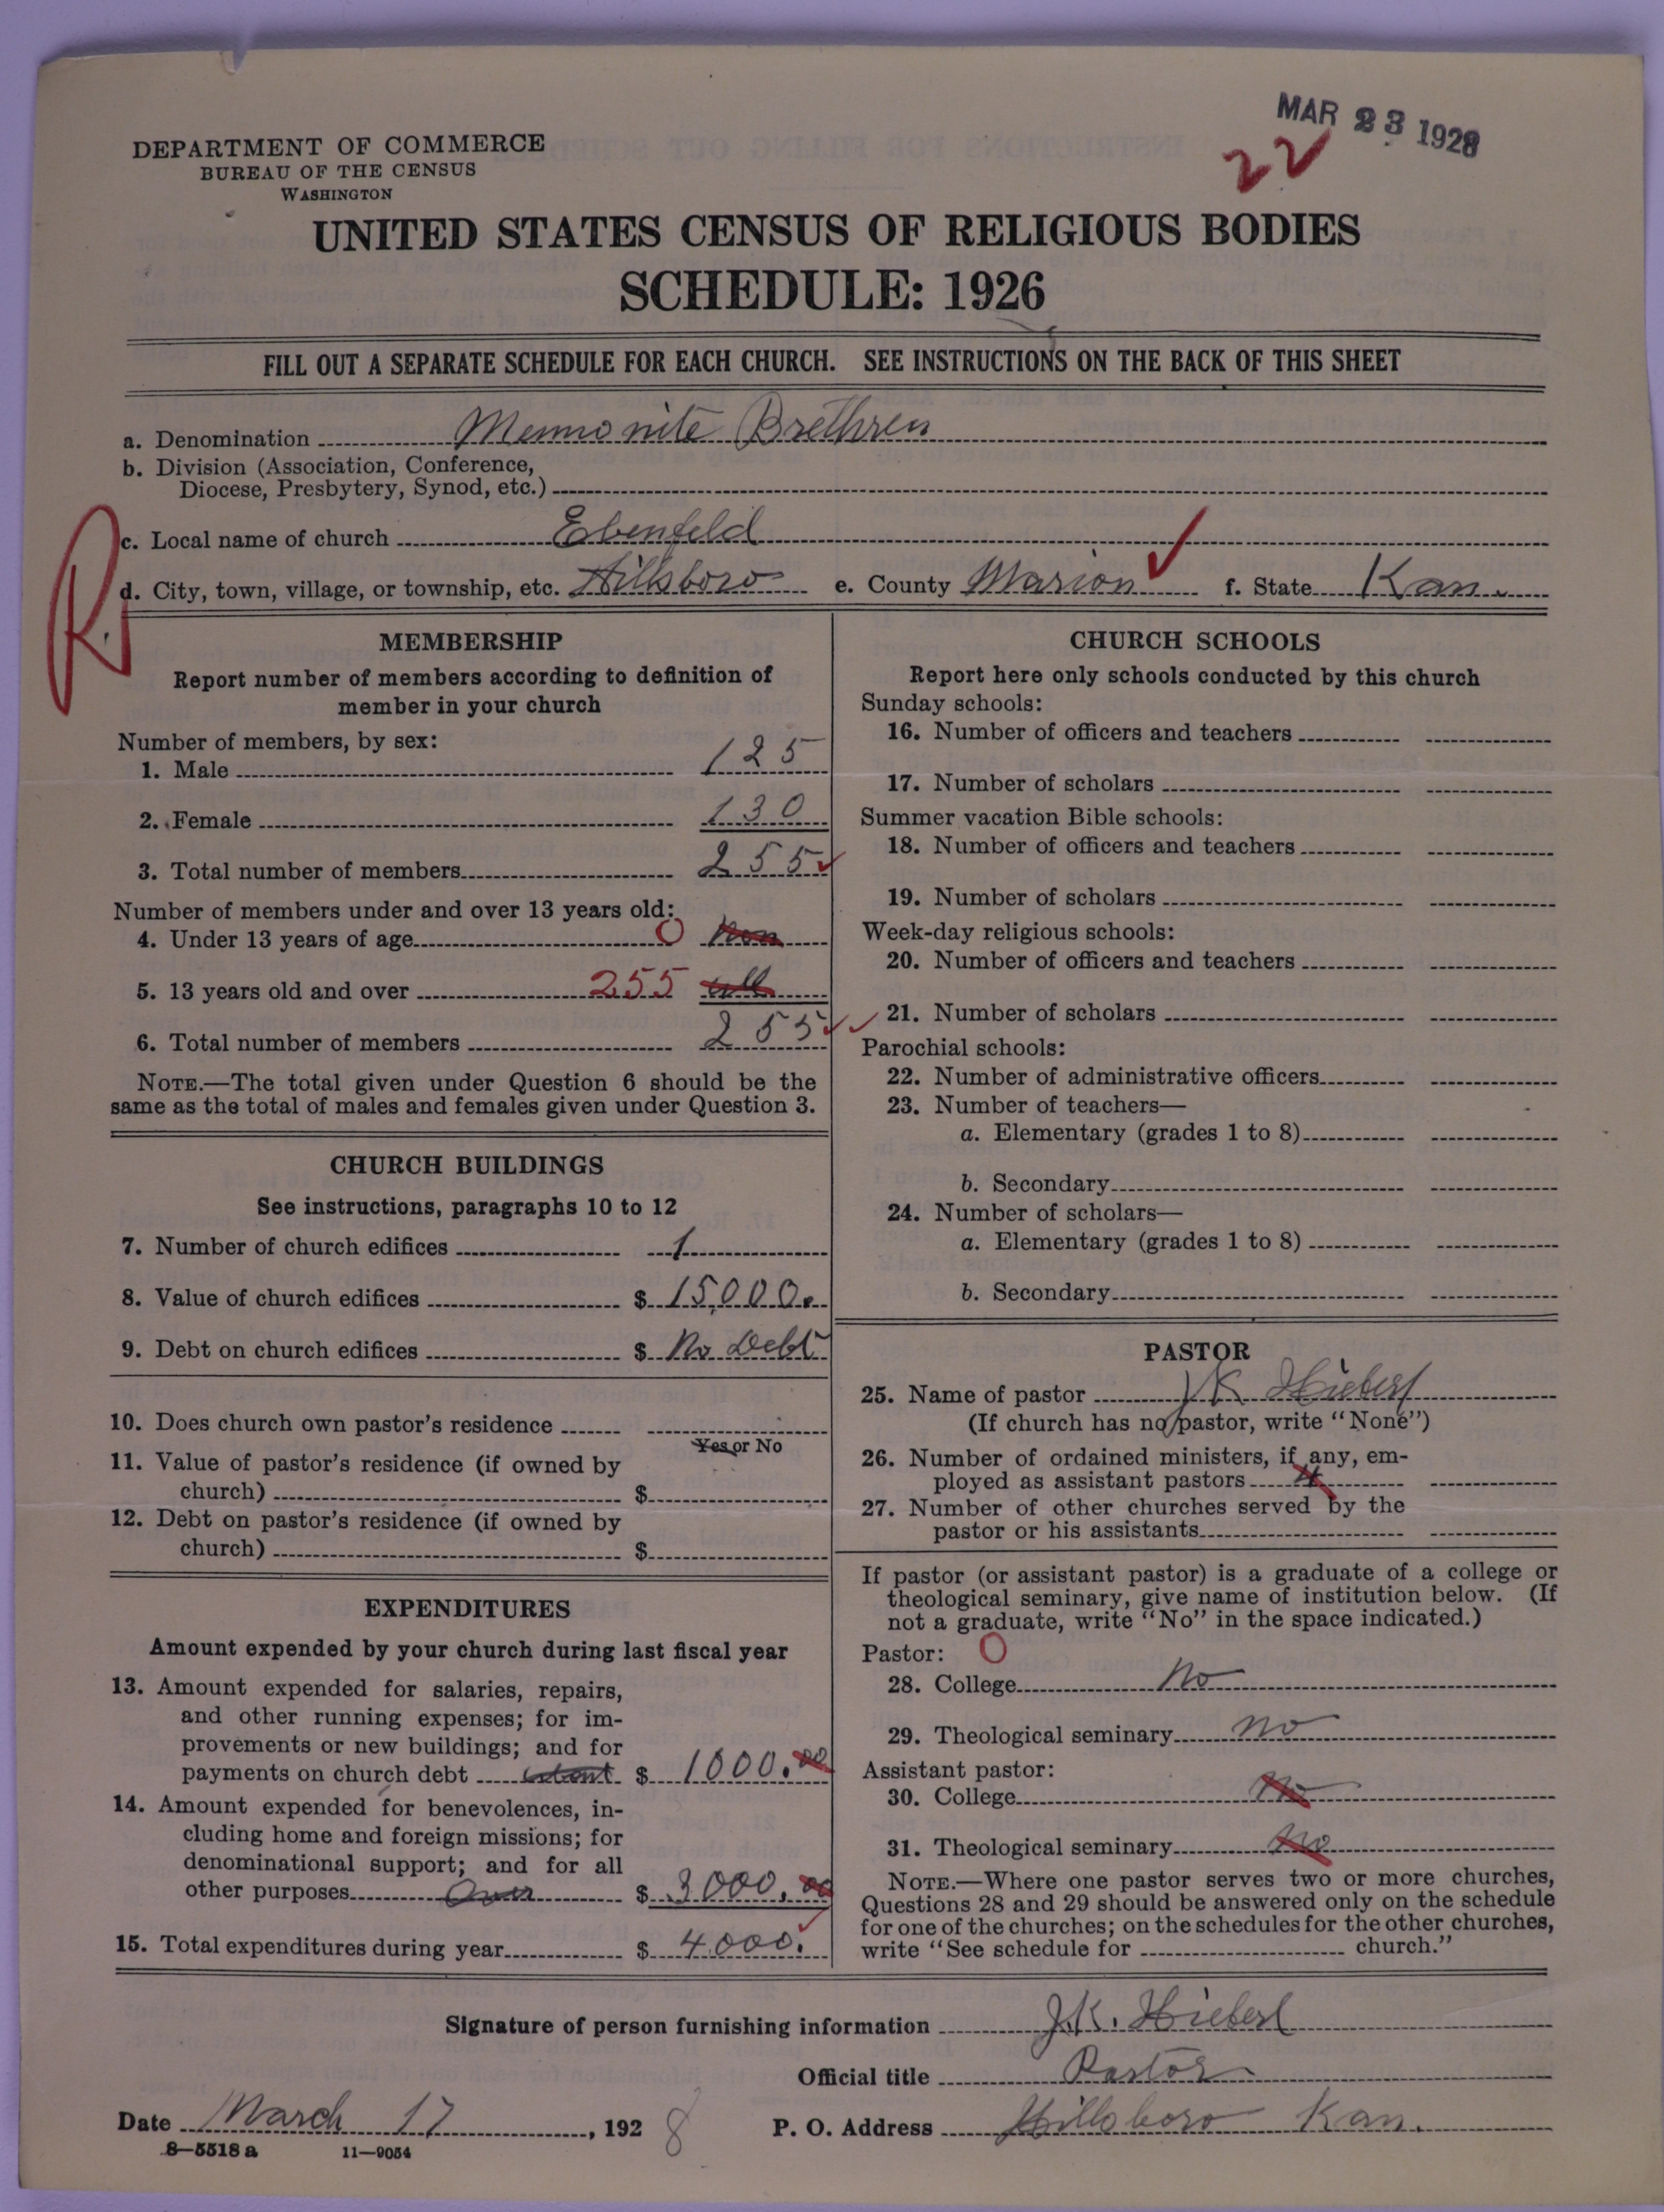 MAR 23 1928
22
DEPARTMENT OF COMMERCE
BUREAU OF THE CENSUS
WASHINGTON
UNITED STATES CENSUS OF RELIGIOUS BODIES
SCHEDULE: 1926
FILL OUT A SEPARATE SCHEDULE FOR EACH CHURCH. SEE INSTRUCTIONS ON THE BACK OF THIS SHEET
a. Denomination Mennonite Brethren
b. Division (Association, Conference,
Diocese, Presbytery, Synod, etc.)
c. Local name of church Ebenfeld
d. City, town, village, or township, etc. Hillsboro e. County Marion f. State Kan.
R.
MEMBERSHIP
Report number of members according to definition of
member in your church
Number of members, by sex:
1. Male 125
2. Female 130
3. Total number of members 255
Number of members under and over 13 years old:
4. Under 13 years of age O Non
5. 13 years old and over 255 all
6. Total number of members 255
NOTE.—The total given under Question 6 should be the
same as the total of males and females given under Question 3.
CHURCH BUILDINGS
See instructions, paragraphs 10 to 12
7. Number of church edifices 1
8. Value of church edifices $ 15,000.
9. Debt on church edifices $ No Debt
10. Does church own pastor's residence
Yes or No
11. Value of pastor's residence (if owned by
church) $
12. Debt on pastor's residence (if owned by
church) $
EXPENDITURES
Amount expended by your church during last fiscal year
13. Amount expended for salaries, repairs,
and other running expenses; for im-
provements or new buildings; and for
payments on church debt $ 1000.00
14. Amount expended for benevolences, in-
cluding home and foreign missions; for
denominational support; and for all
other purposes Over $ 3000.00
15. Total expenditures during year $ 4000.
CHURCH SCHOOLS
Report here only schools conducted by this church
Sunday schools:
16. Number of officers and teachers
17. Number of scholars
Summer vacation Bible schools:
18. Number of officers and teachers
19. Number of scholars
Week-day religious schools:
20. Number of officers and teachers
21. Number of scholars
Parochial schools:
22. Number of administrative officers
23. Number of teachers—
a. Elementary (grades 1 to 8)
b. Secondary
24. Number of scholars—
a. Elementary (grades 1 to 8)
b. Secondary
PASTOR
25. Name of pastor J K Hiebert
(If church has no pastor, write "None")
26. Number of ordained ministers, if any, em-
ployed as assistant pastors 4
27. Number of other churches served by the
pastor or his assistants
If pastor (or assistant pastor) is a graduate of a college or
theological seminary, give name of institution below. (If
not a graduate, write "No" in the space indicated.)
Pastor: O
28. College No
29. Theological seminary No
Assistant pastor:
30. College No
31. Theological seminary No
NOTE.—Where one pastor serves two or more churches,
Questions 28 and 29 should be answered only on the schedule
for one of the churches; on the schedules for the other churches,
write "See schedule for church."
Signature of person furnishing information J.K. Hiebert
Official title Pastor
Date March 17, 1928 P. O. Address Hillsboro Kan.
8—5518 a 11—9054